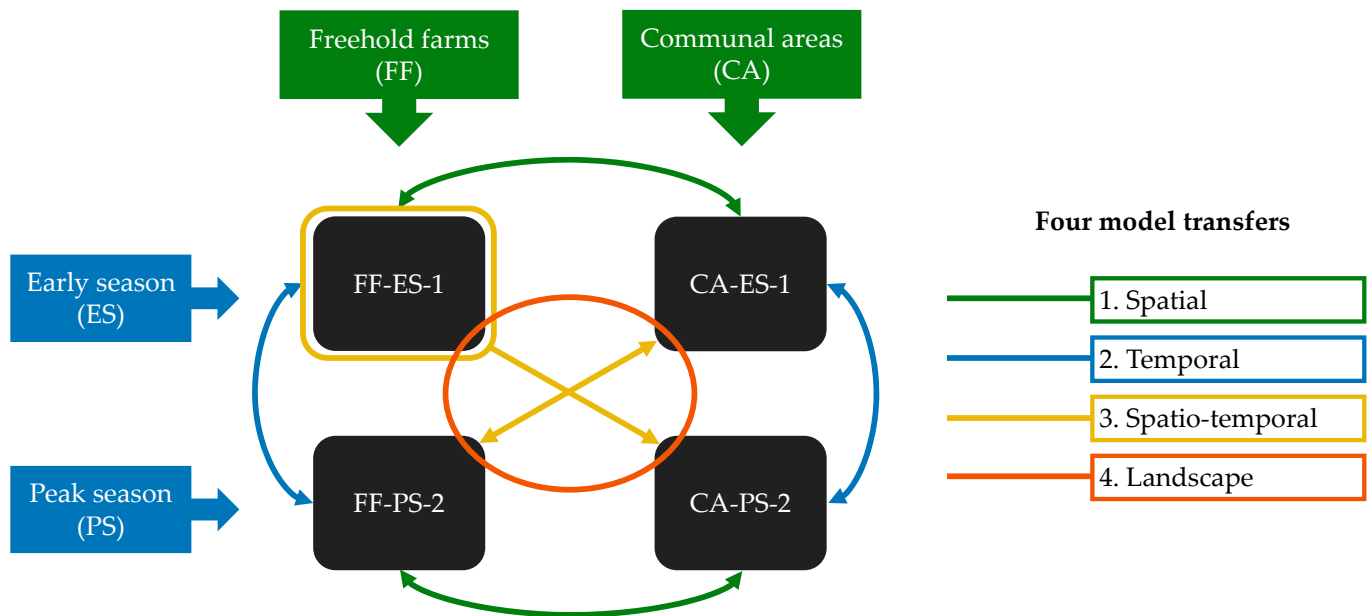 Freehold farms
(FF)
Communal areas
(CA)
Early season
(ES)
Peak season
(PS)
FF-ES-1
CA-ES-1
FF-PS-2
CA-PS-2
Four model transfers
1. Spatial
2. Temporal
3. Spatio-temporal
4. Landscape